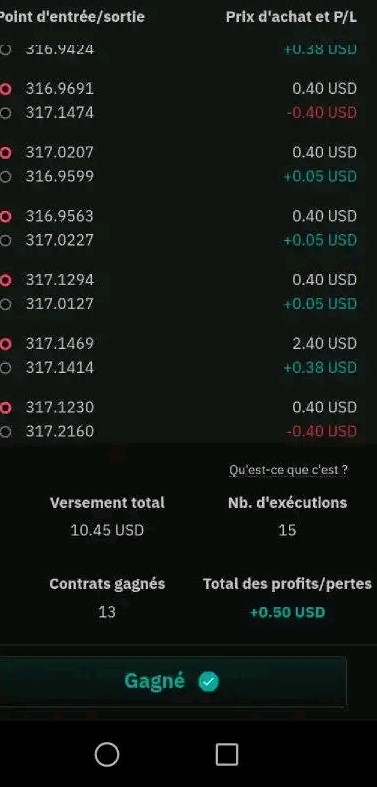 Point d'entrée/sortie Prix d'achat et P/L
316.9424 +0.38 USD
316.9691 0.40 USD
317.1474 -0.40 USD
317.0207 0.40 USD
316.9599 +0.05 USD
316.9563 0.40 USD
317.0227 +0.05 USD
317.1294 0.40 USD
317.0127 +0.05 USD
317.1469 2.40 USD
317.1414 +0.38 USD
317.1230 0.40 USD
317.2160 -0.40 USD
Qu'est-ce que c'est ?
Versement total Nb. d'exécutions
10.45 USD 15
Contrats gagnés Total des profits/pertes
13 +0.50 USD
Gagné